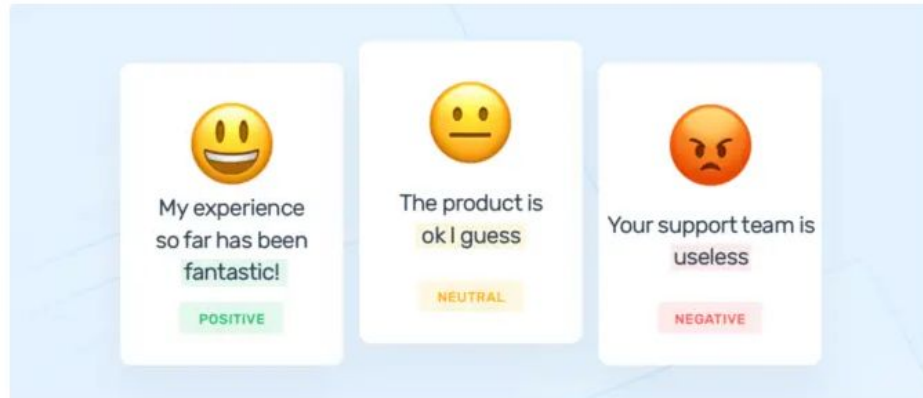 My experience
so far has been
fantastic!
POSITIVE
The product is
ok I guess
NEUTRAL
Your support team is
useless
NEGATIVE